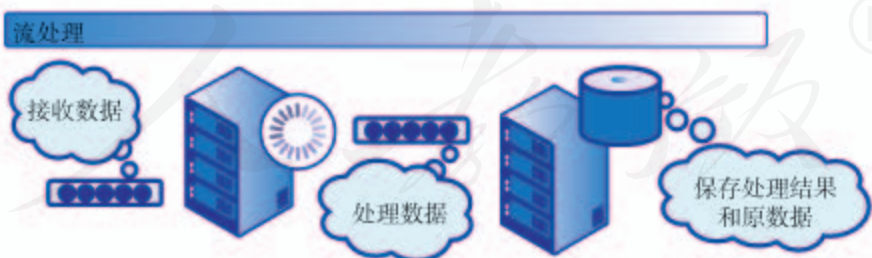 流处理
接收数据
处理数据
保存处理结果
和原数据